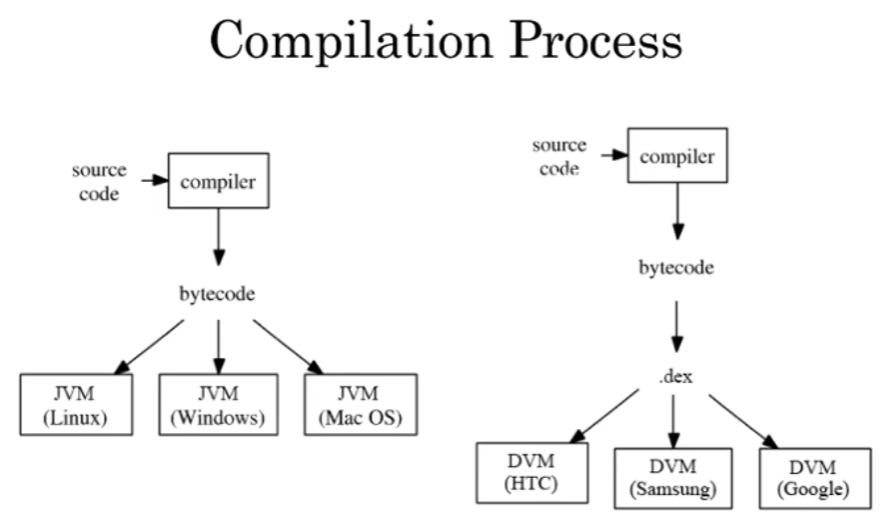 Compilation Process
source
code
compiler
bytecode
JVM
(Linux)
JVM
(Windows)
JVM
(Mac OS)
source
code
compiler
bytecode
.dex
DVM
(HTC)
DVM
(Samsung)
DVM
(Google)